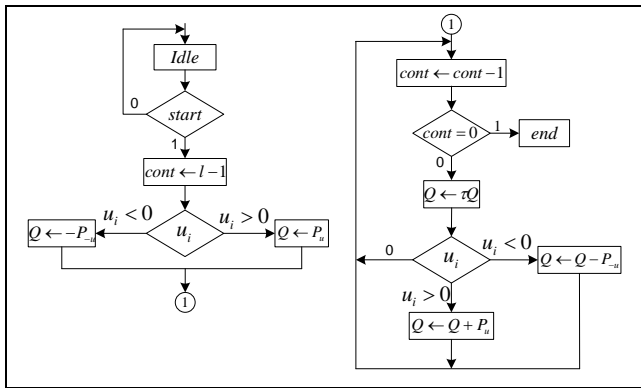 Idle
0
start
1
cont ← l − 1
u_i < 0
u_i > 0
Q ← −P_{−u}
u_i
Q ← P_u
1
1
cont ← cont − 1
cont = 0
1
end
0
Q ← τQ
0
u_i
u_i < 0
Q ← Q − P_{−u}
u_i > 0
Q ← Q + P_u